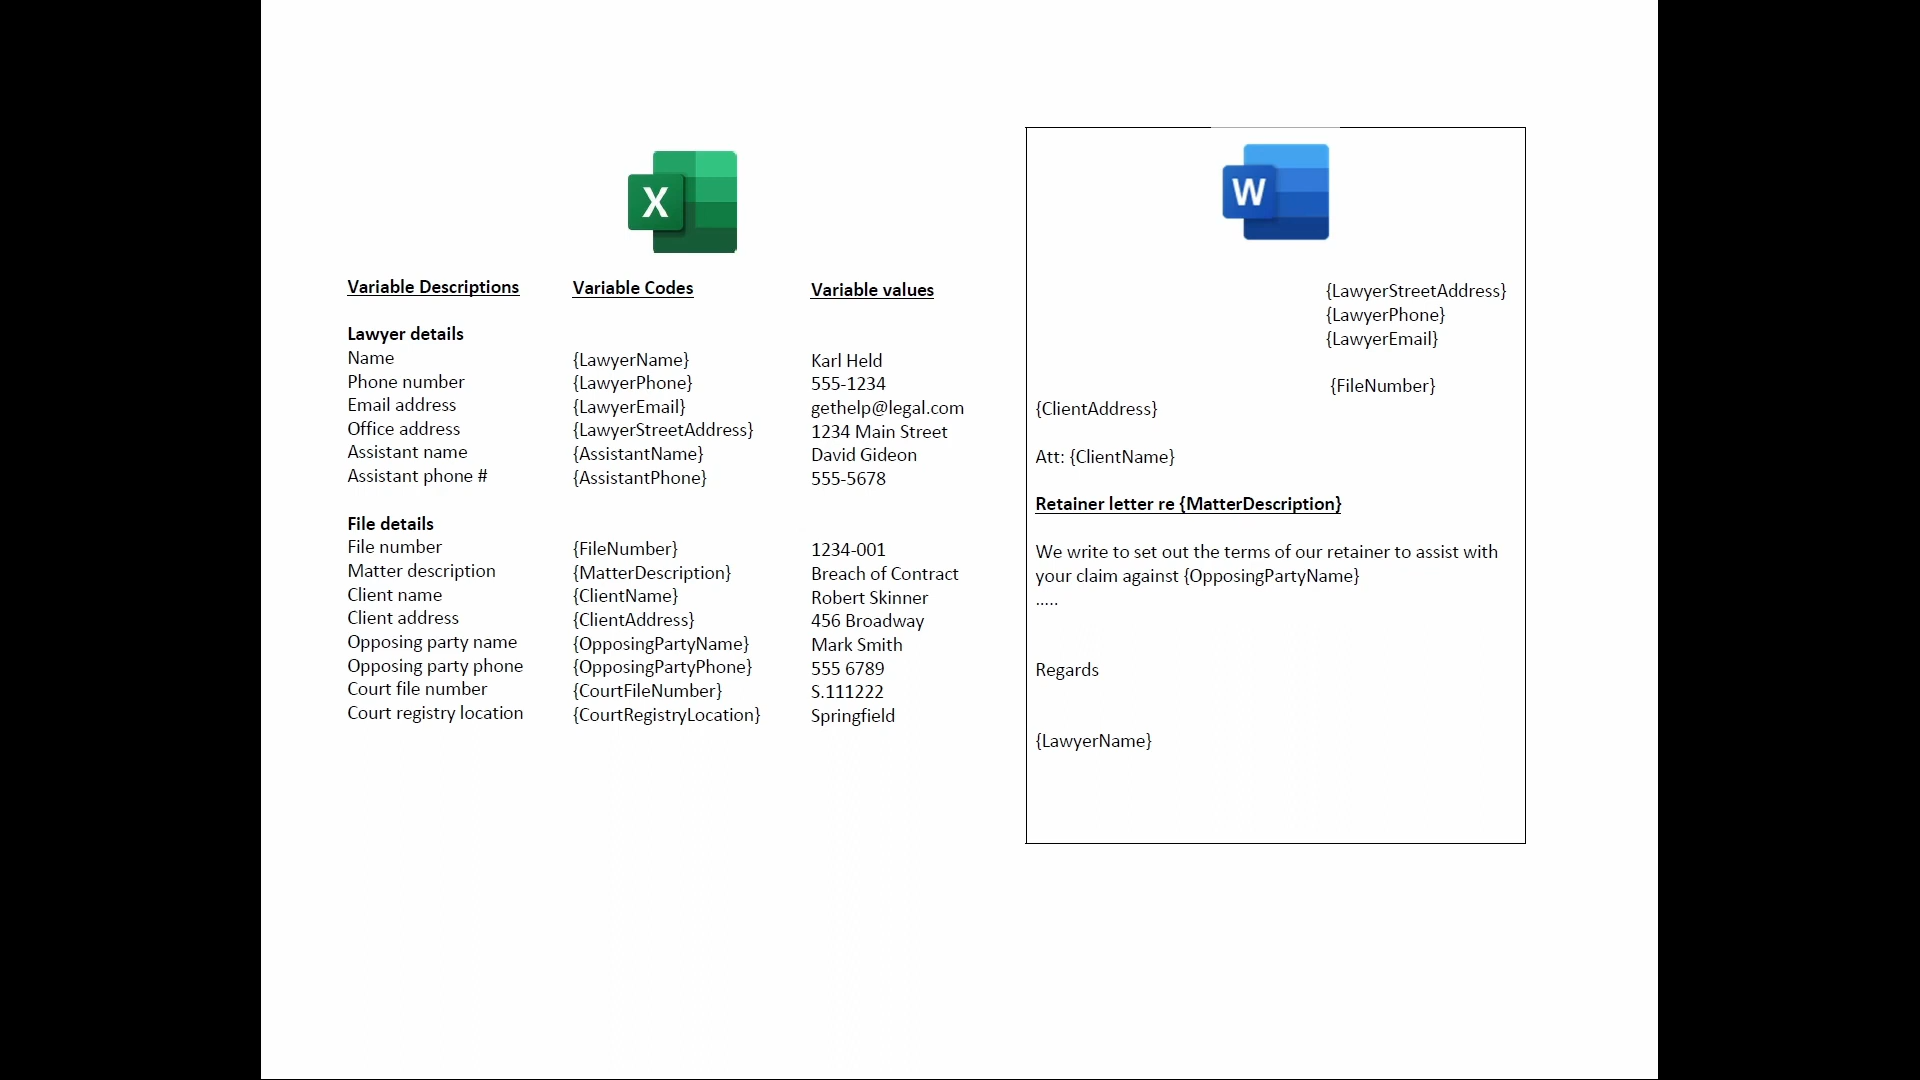 X
Variable Descriptions Variable Codes Variable values
Lawyer details
Name {LawyerName} Karl Held
Phone number {LawyerPhone} 555-1234
Email address {LawyerEmail} gethelp@legal.com
Office address {LawyerStreetAddress} 1234 Main Street
Assistant name {AssistantName} David Gideon
Assistant phone # {AssistantPhone} 555-5678
File details
File number {FileNumber} 1234-001
Matter description {MatterDescription} Breach of Contract
Client name {ClientName} Robert Skinner
Client address {ClientAddress} 456 Broadway
Opposing party name {OpposingPartyName} Mark Smith
Opposing party phone {OpposingPartyPhone} 555 6789
Court file number {CourtFileNumber} S.111222
Court registry location {CourtRegistryLocation} Springfield
W
{LawyerStreetAddress}
{LawyerPhone}
{LawyerEmail}
{FileNumber}
{ClientAddress}
Att: {ClientName}
Retainer letter re {MatterDescription}
We write to set out the terms of our retainer to assist with
your claim against {OpposingPartyName}
.....
Regards
{LawyerName}